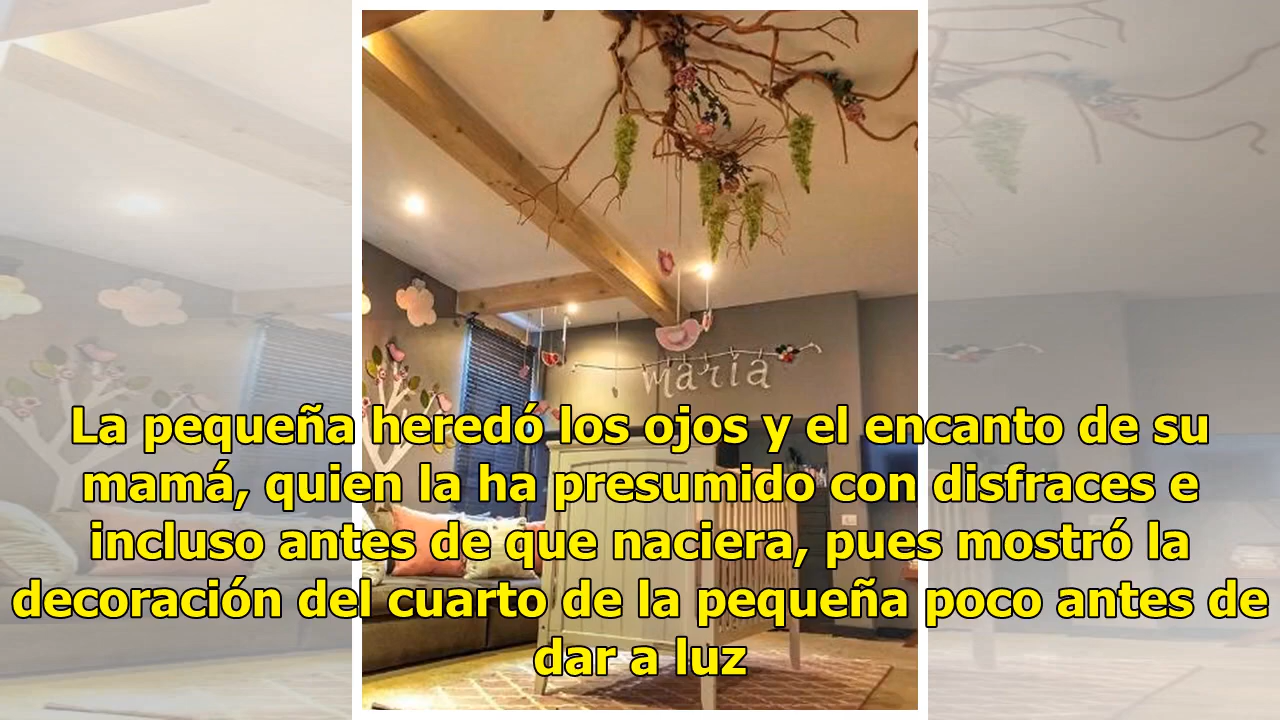 maria
La pequeña heredó los ojos y el encanto de su
mamá, quien la ha presumido con disfraces e
incluso antes de que naciera, pues mostró la
decoración del cuarto de la pequeña poco antes de
dar a luz